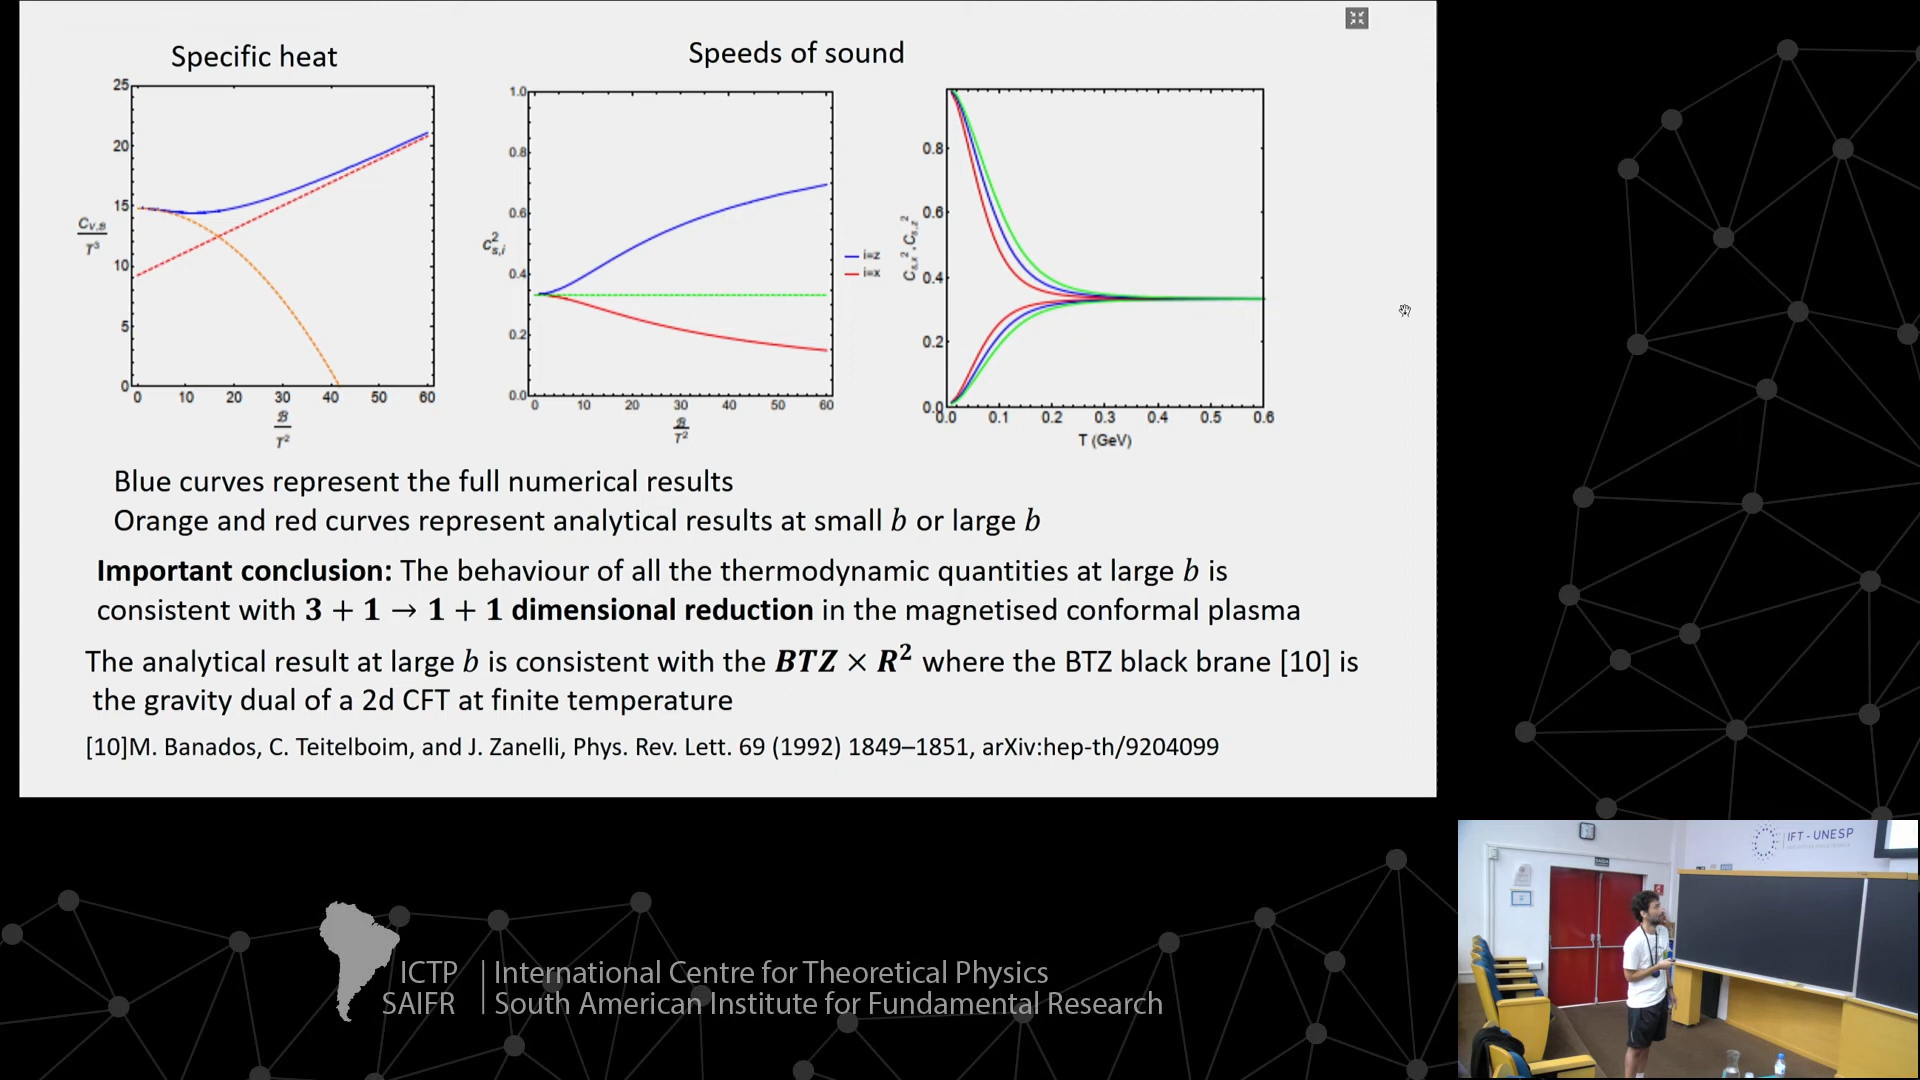 Specific heat
Speeds of sound
25
20
15
10
5
0
C_{V,ℬ}
T³
0 10 20 30 40 50 60
ℬ
T²
1.0
0.8
0.6
0.4
0.2
0.0
c²_{s,i}
0 10 20 30 40 50 60
ℬ
T²
i=z
i=x
0.8
0.6
0.4
0.2
0.0
C_{s,x}², C_{s,z}²
0.0 0.1 0.2 0.3 0.4 0.5 0.6
T (GeV)
Blue curves represent the full numerical results
Orange and red curves represent analytical results at small b or large b
Important conclusion: The behaviour of all the thermodynamic quantities at large b is
consistent with 3 + 1 → 1 + 1 dimensional reduction in the magnetised conformal plasma
The analytical result at large b is consistent with the BTZ × R² where the BTZ black brane [10] is
the gravity dual of a 2d CFT at finite temperature
[10]M. Banados, C. Teitelboim, and J. Zanelli, Phys. Rev. Lett. 69 (1992) 1849–1851, arXiv:hep-th/9204099
IFT - UNESP
ICTP
SAIFR
International Centre for Theoretical Physics
South American Institute for Fundamental Research